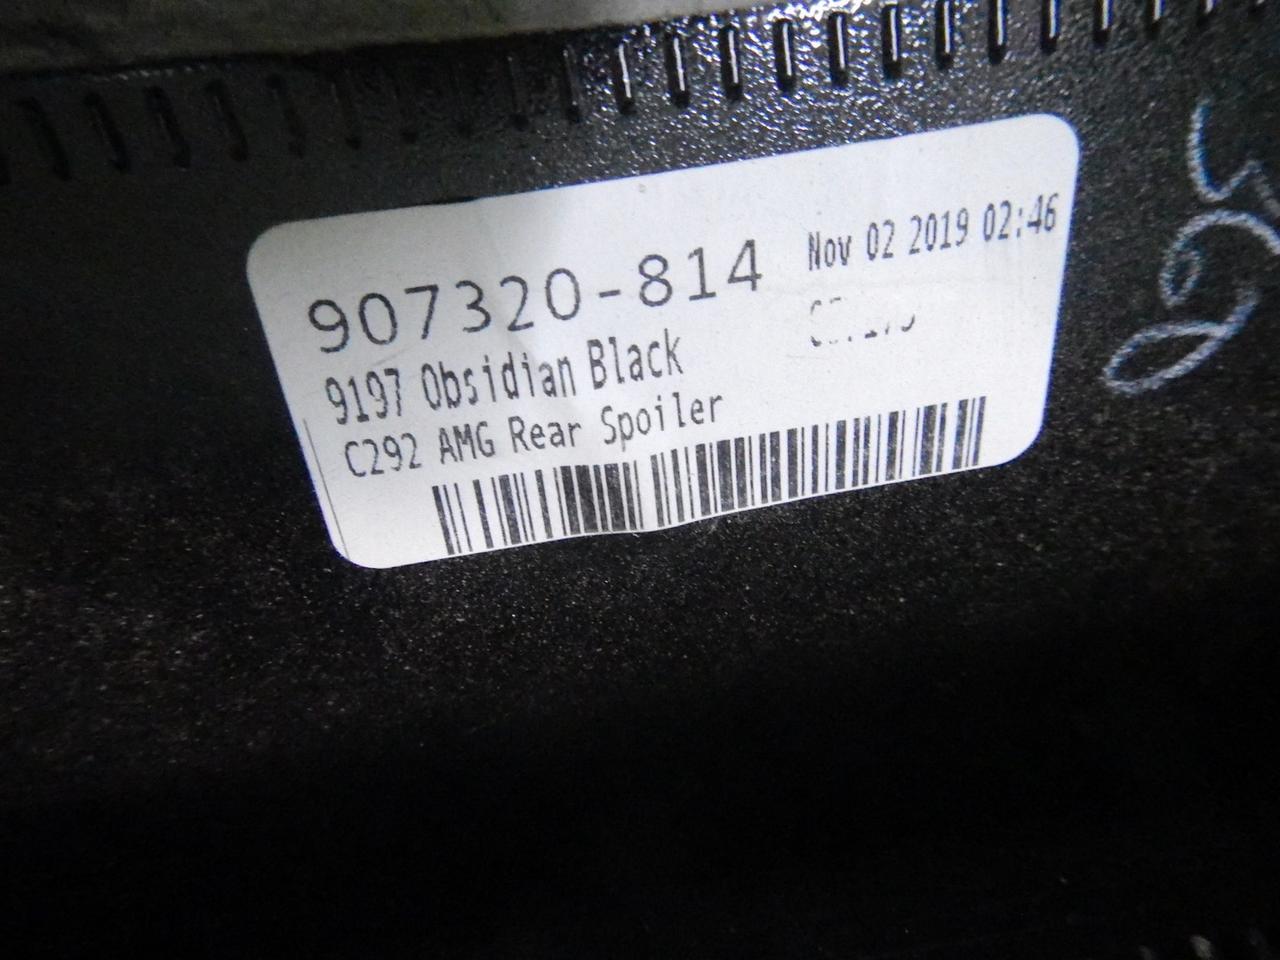 907320-814
Nov 02 2019 02:46
9197 Obsidian Black
C292 AMG Rear Spoiler